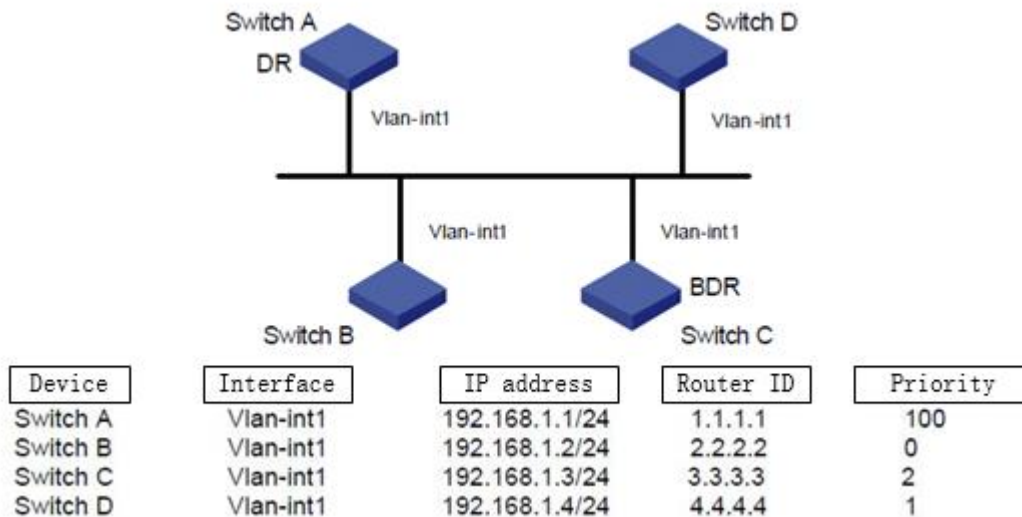 Switch A
Switch D
DR
Vlan-int1
Vlan-int1
Vlan-int1
Vlan-int1
BDR
Switch B
Switch C
Device Interface IP address Router ID Priority
Switch A Vlan-int1 192.168.1.1/24 1.1.1.1 100
Switch B Vlan-int1 192.168.1.2/24 2.2.2.2 0
Switch C Vlan-int1 192.168.1.3/24 3.3.3.3 2
Switch D Vlan-int1 192.168.1.4/24 4.4.4.4 1